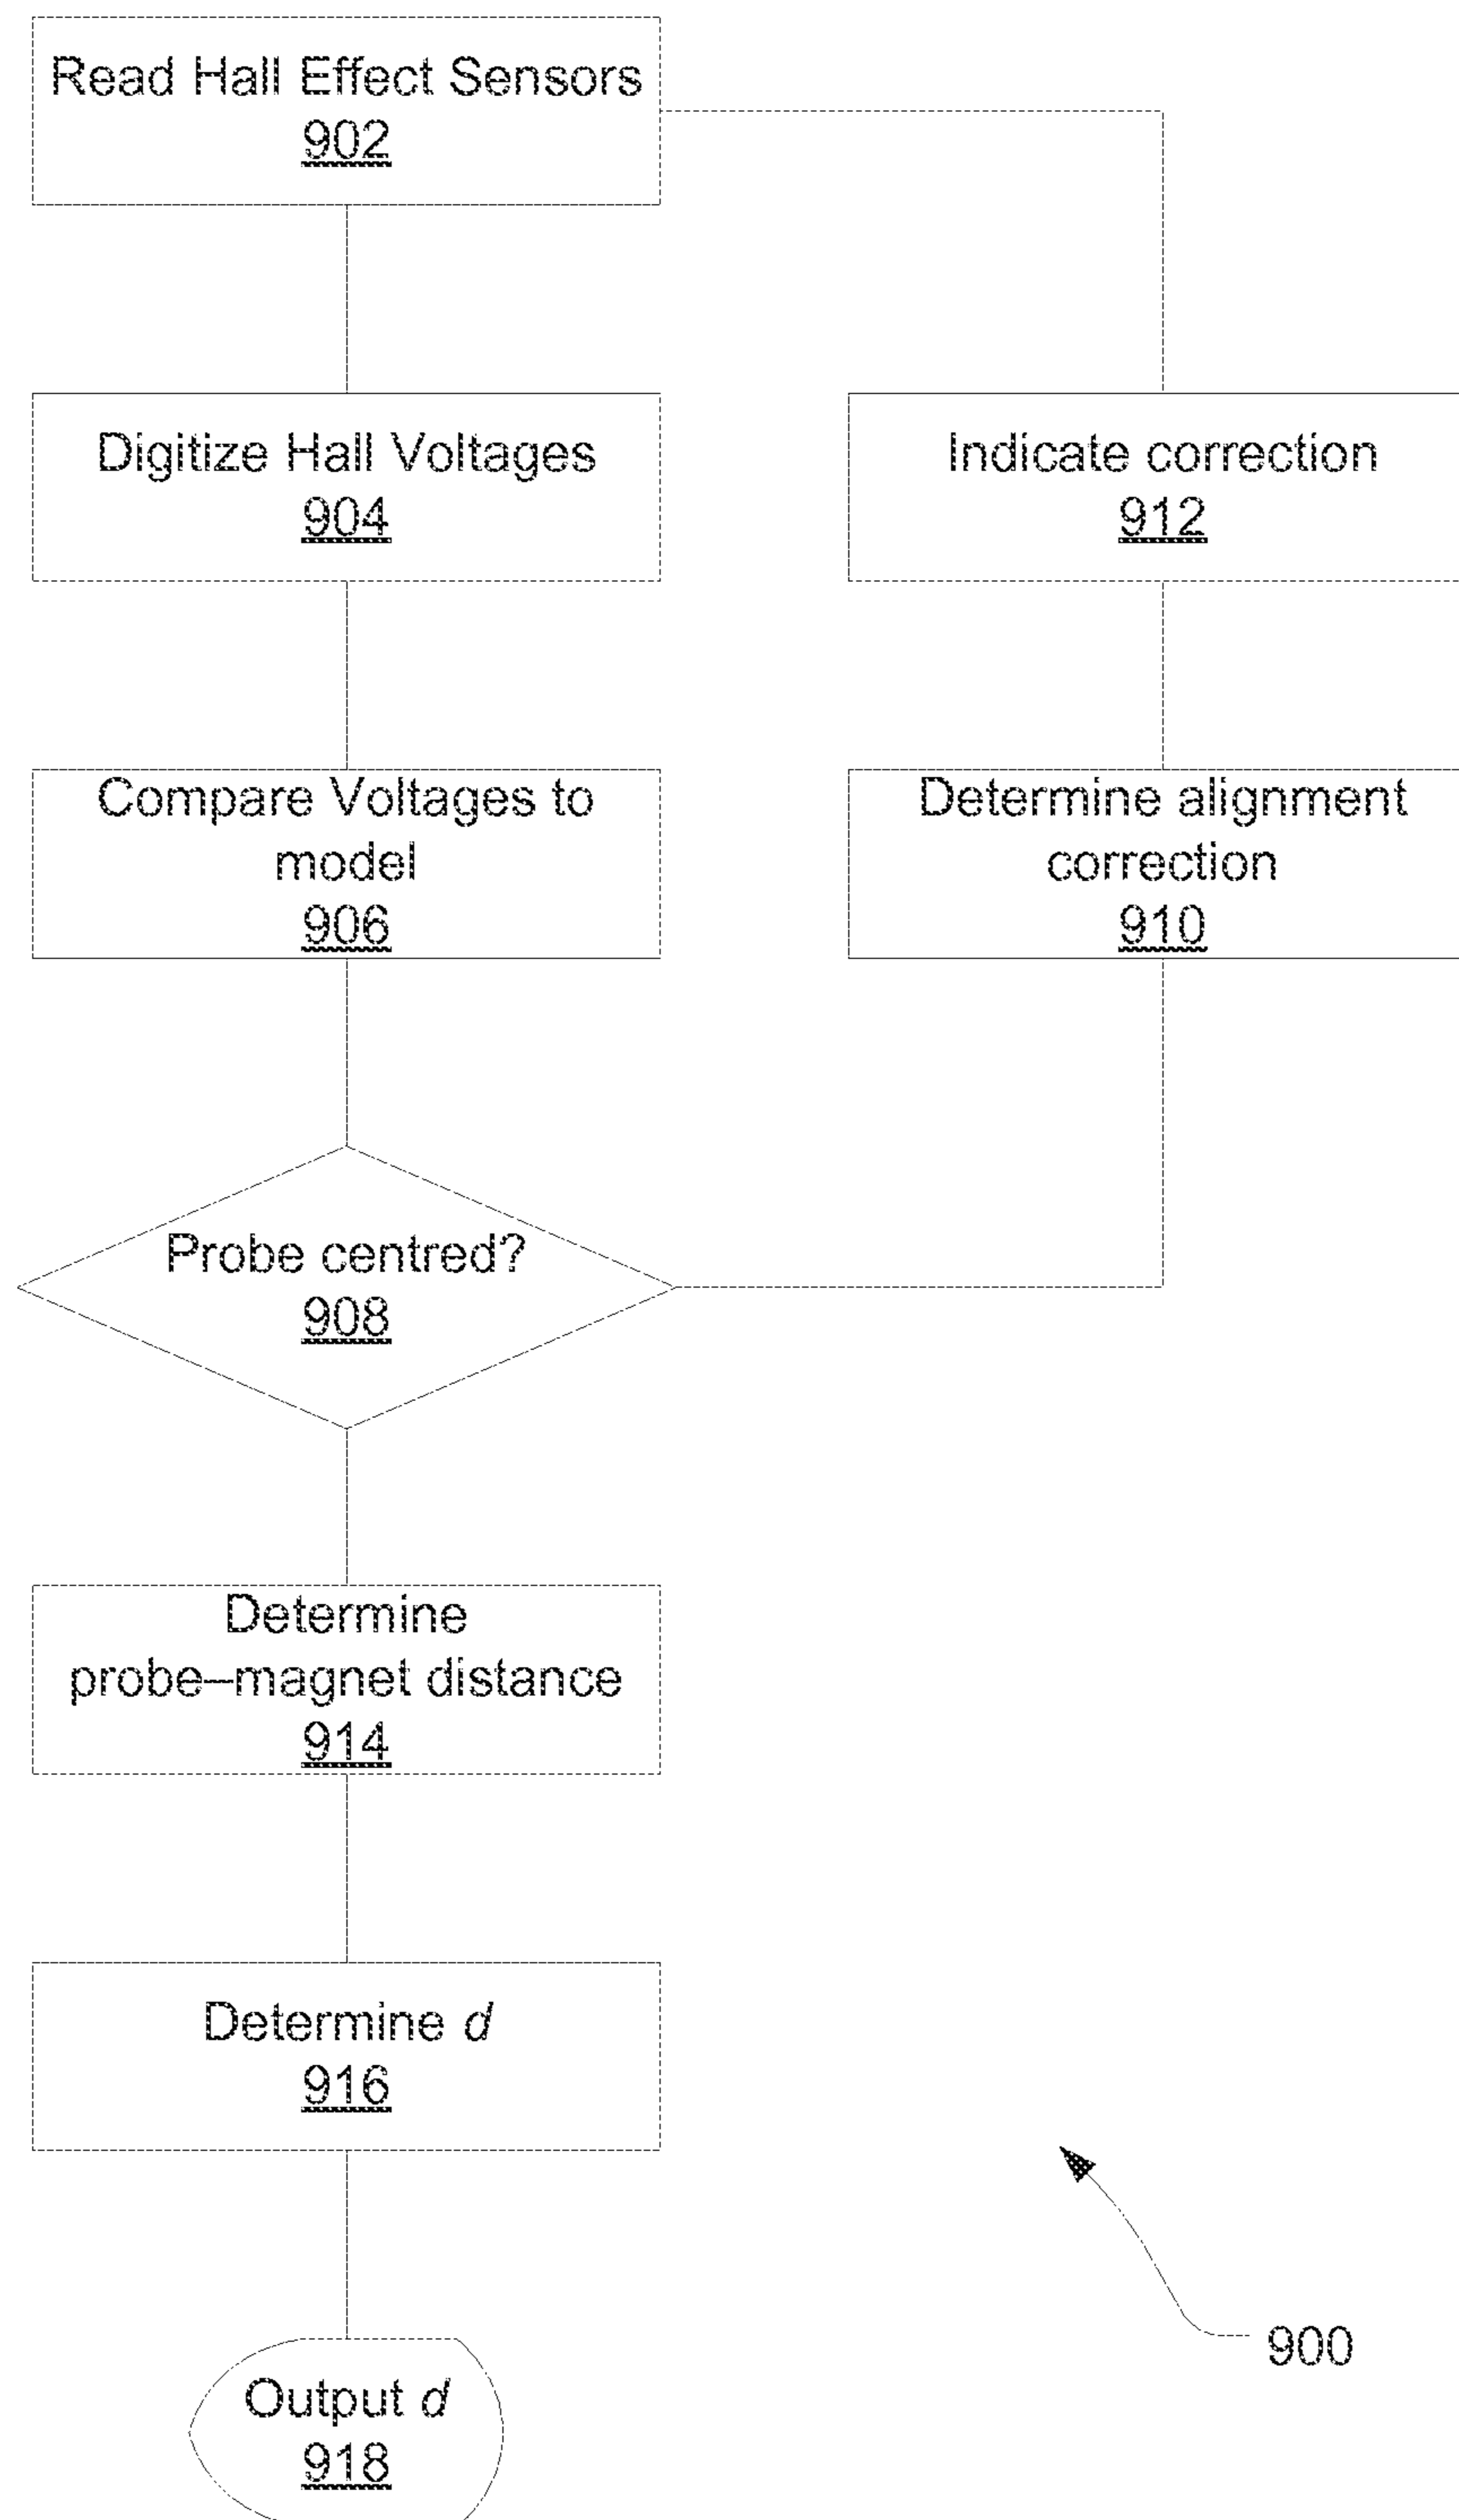 Read Hall Effect Sensors
902
Digitize Hall Voltages
904
Indicate correction
912
Compare Voltages to
model
906
Determine alignment
correction
910
Probe centred?
908
Determine
probe–magnet distance
914
Determine d
916
900
Output d
918